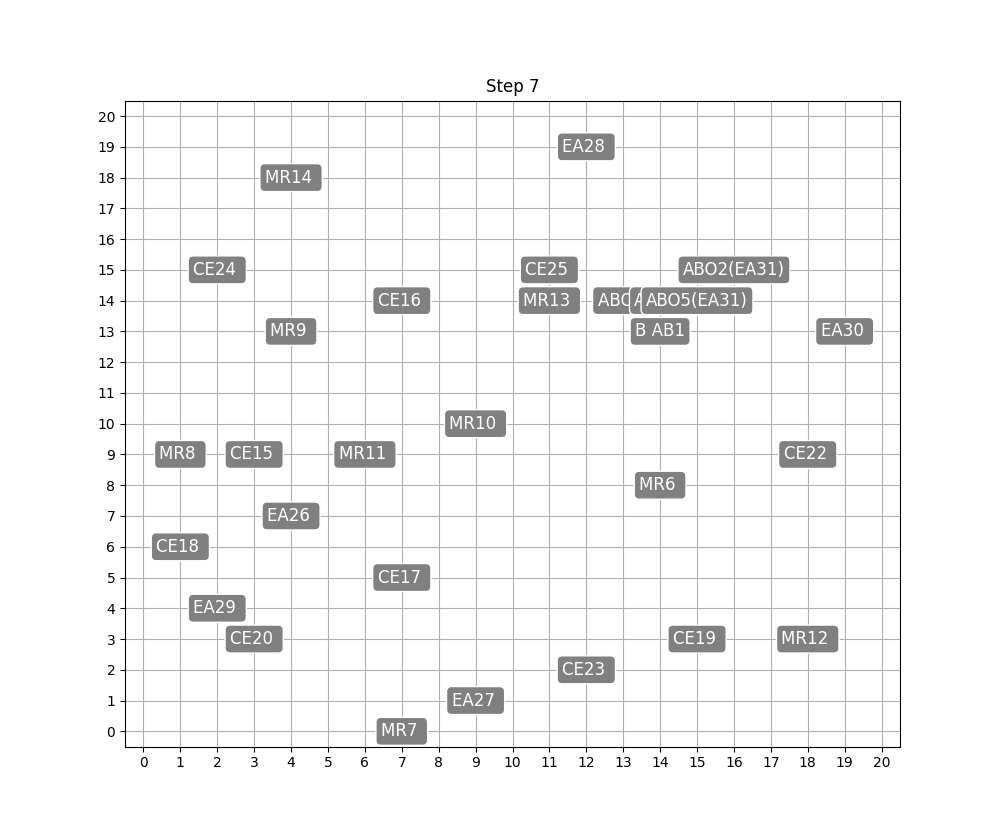 Step 7
20
19 EA28
18 MR14
17
16
15 CE24 CE25 ABO2(EA31)
14 CE16 MR13 ABO5(EA31)
13 MR9 B AB1 EA30
12
11
10 MR10
9 MR8 CE15 MR11 CE22
8 MR6
7 EA26
6 CE18
5 CE17
4 EA29
3 CE20 CE19 MR12
2 CE23
1 EA27
0 MR7
0 1 2 3 4 5 6 7 8 9 10 11 12 13 14 15 16 17 18 19 20